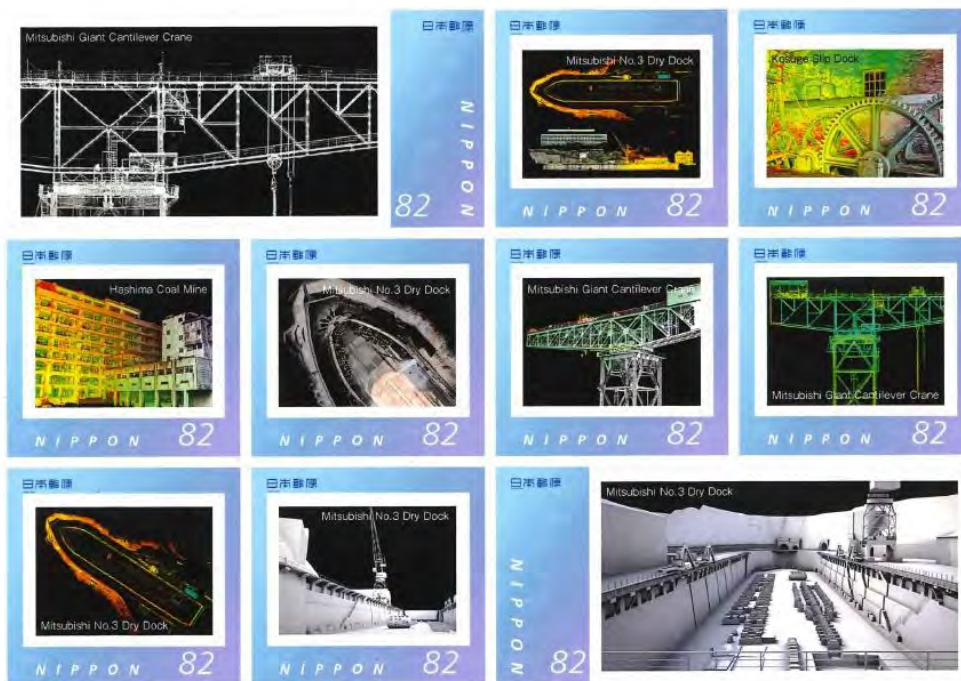 Mitsubishi Giant Cantilever Crane
日本郵便
NIPPON
82
日本郵便
Mitsubishi No.3 Dry Dock
NIPPON 82
日本郵便
Kosuge Slip Dock
NIPPON 82
日本郵便
Hashima Coal Mine
NIPPON 82
日本郵便
Mitsubishi No.3 Dry Dock
NIPPON 82
日本郵便
Mitsubishi Giant Cantilever Crane
NIPPON 82
日本郵便
Mitsubishi Giant Cantilever Crane
NIPPON 82
日本郵便
Mitsubishi No.3 Dry Dock
NIPPON 82
日本郵便
Mitsubishi No.3 Dry Dock
NIPPON 82
日本郵便
NIPPON
82
Mitsubishi No.3 Dry Dock